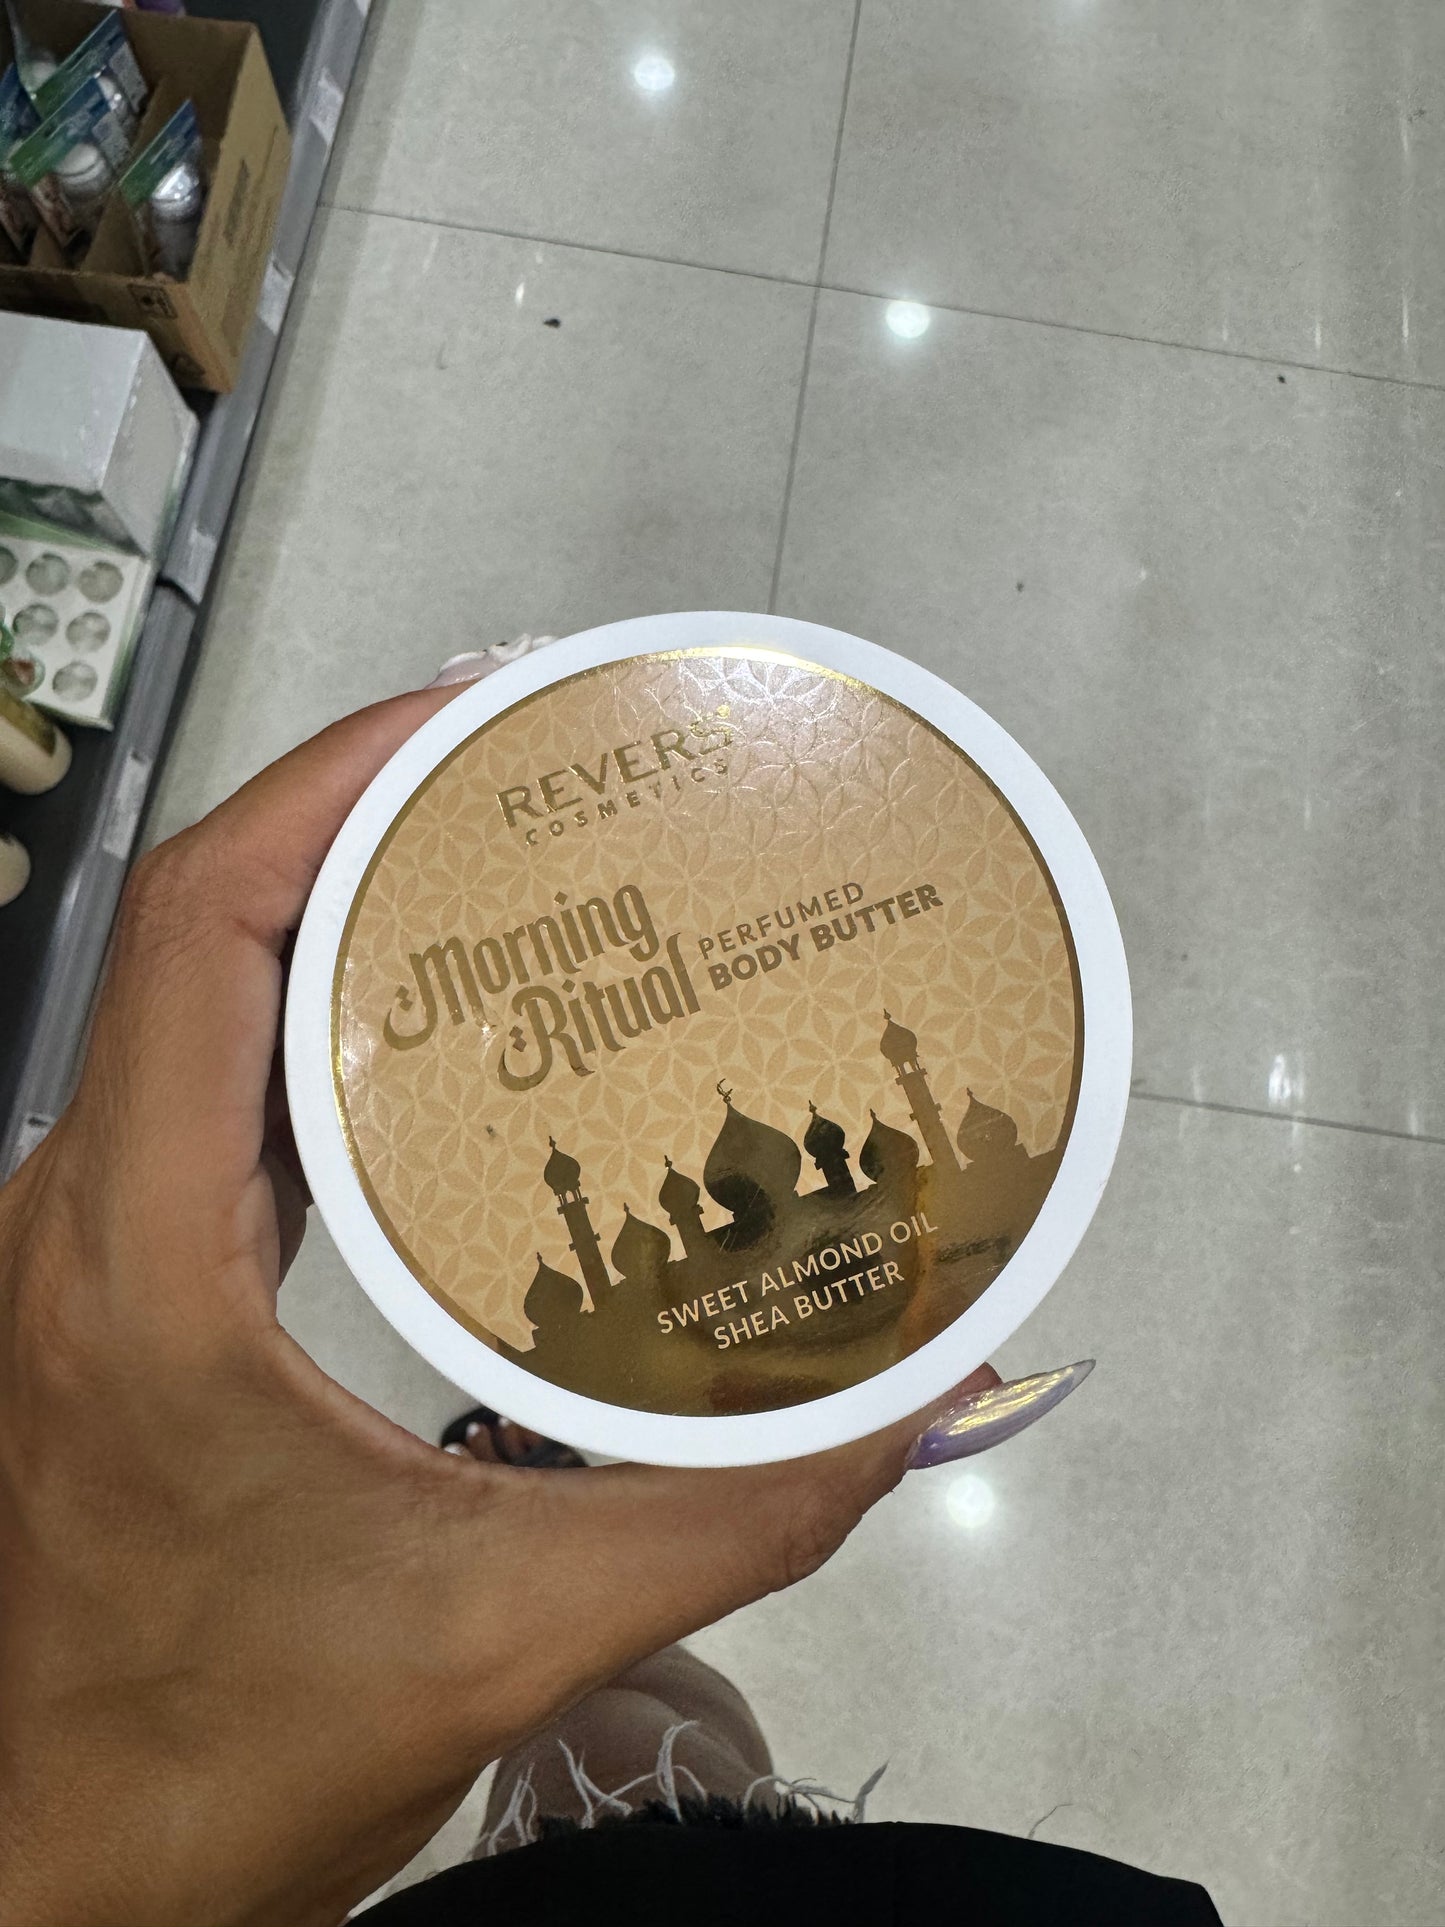 REVERS
COSMETICS
Morning
Ritual
PERFUMED
BODY BUTTER
SWEET ALMOND OIL
SHEA BUTTER